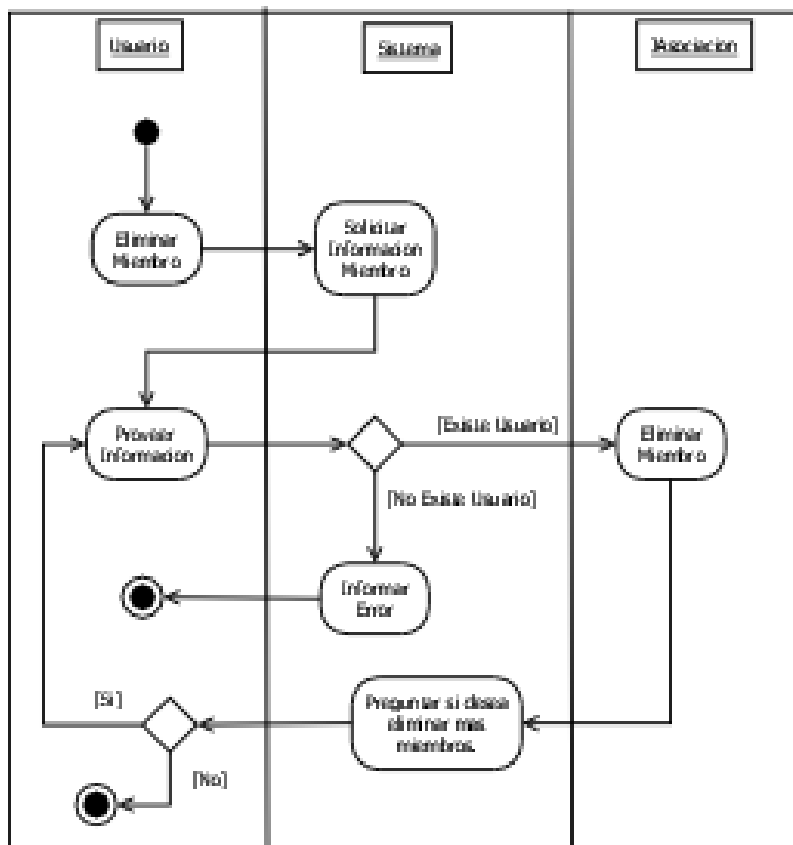 Usuario
Sistema
IAsociacion
Eliminar
Miembro
Solicitar
Informacion
Miembro
Proveer
Informacion
[Existe Usuario]
Eliminar
Miembro
[No Existe Usuario]
Informar
Error
[Si]
Preguntar si desea
eliminar mas
miembros.
[No]